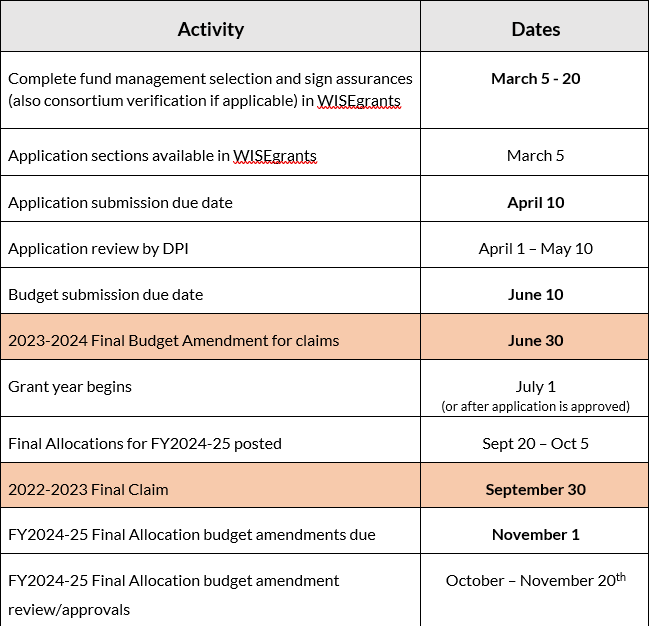 Activity Dates
Complete fund management selection and sign assurances March 5 - 20
(also consortium verification if applicable) in WISEgrants
Application sections available in WISEgrants March 5
Application submission due date April 10
Application review by DPI April 1 – May 10
Budget submission due date June 10
2023-2024 Final Budget Amendment for claims June 30
Grant year begins July 1
(or after application is approved)
Final Allocations for FY2024-25 posted Sept 20 – Oct 5
2022-2023 Final Claim September 30
FY2024-25 Final Allocation budget amendments due November 1
FY2024-25 Final Allocation budget amendment October – November 20th
review/approvals